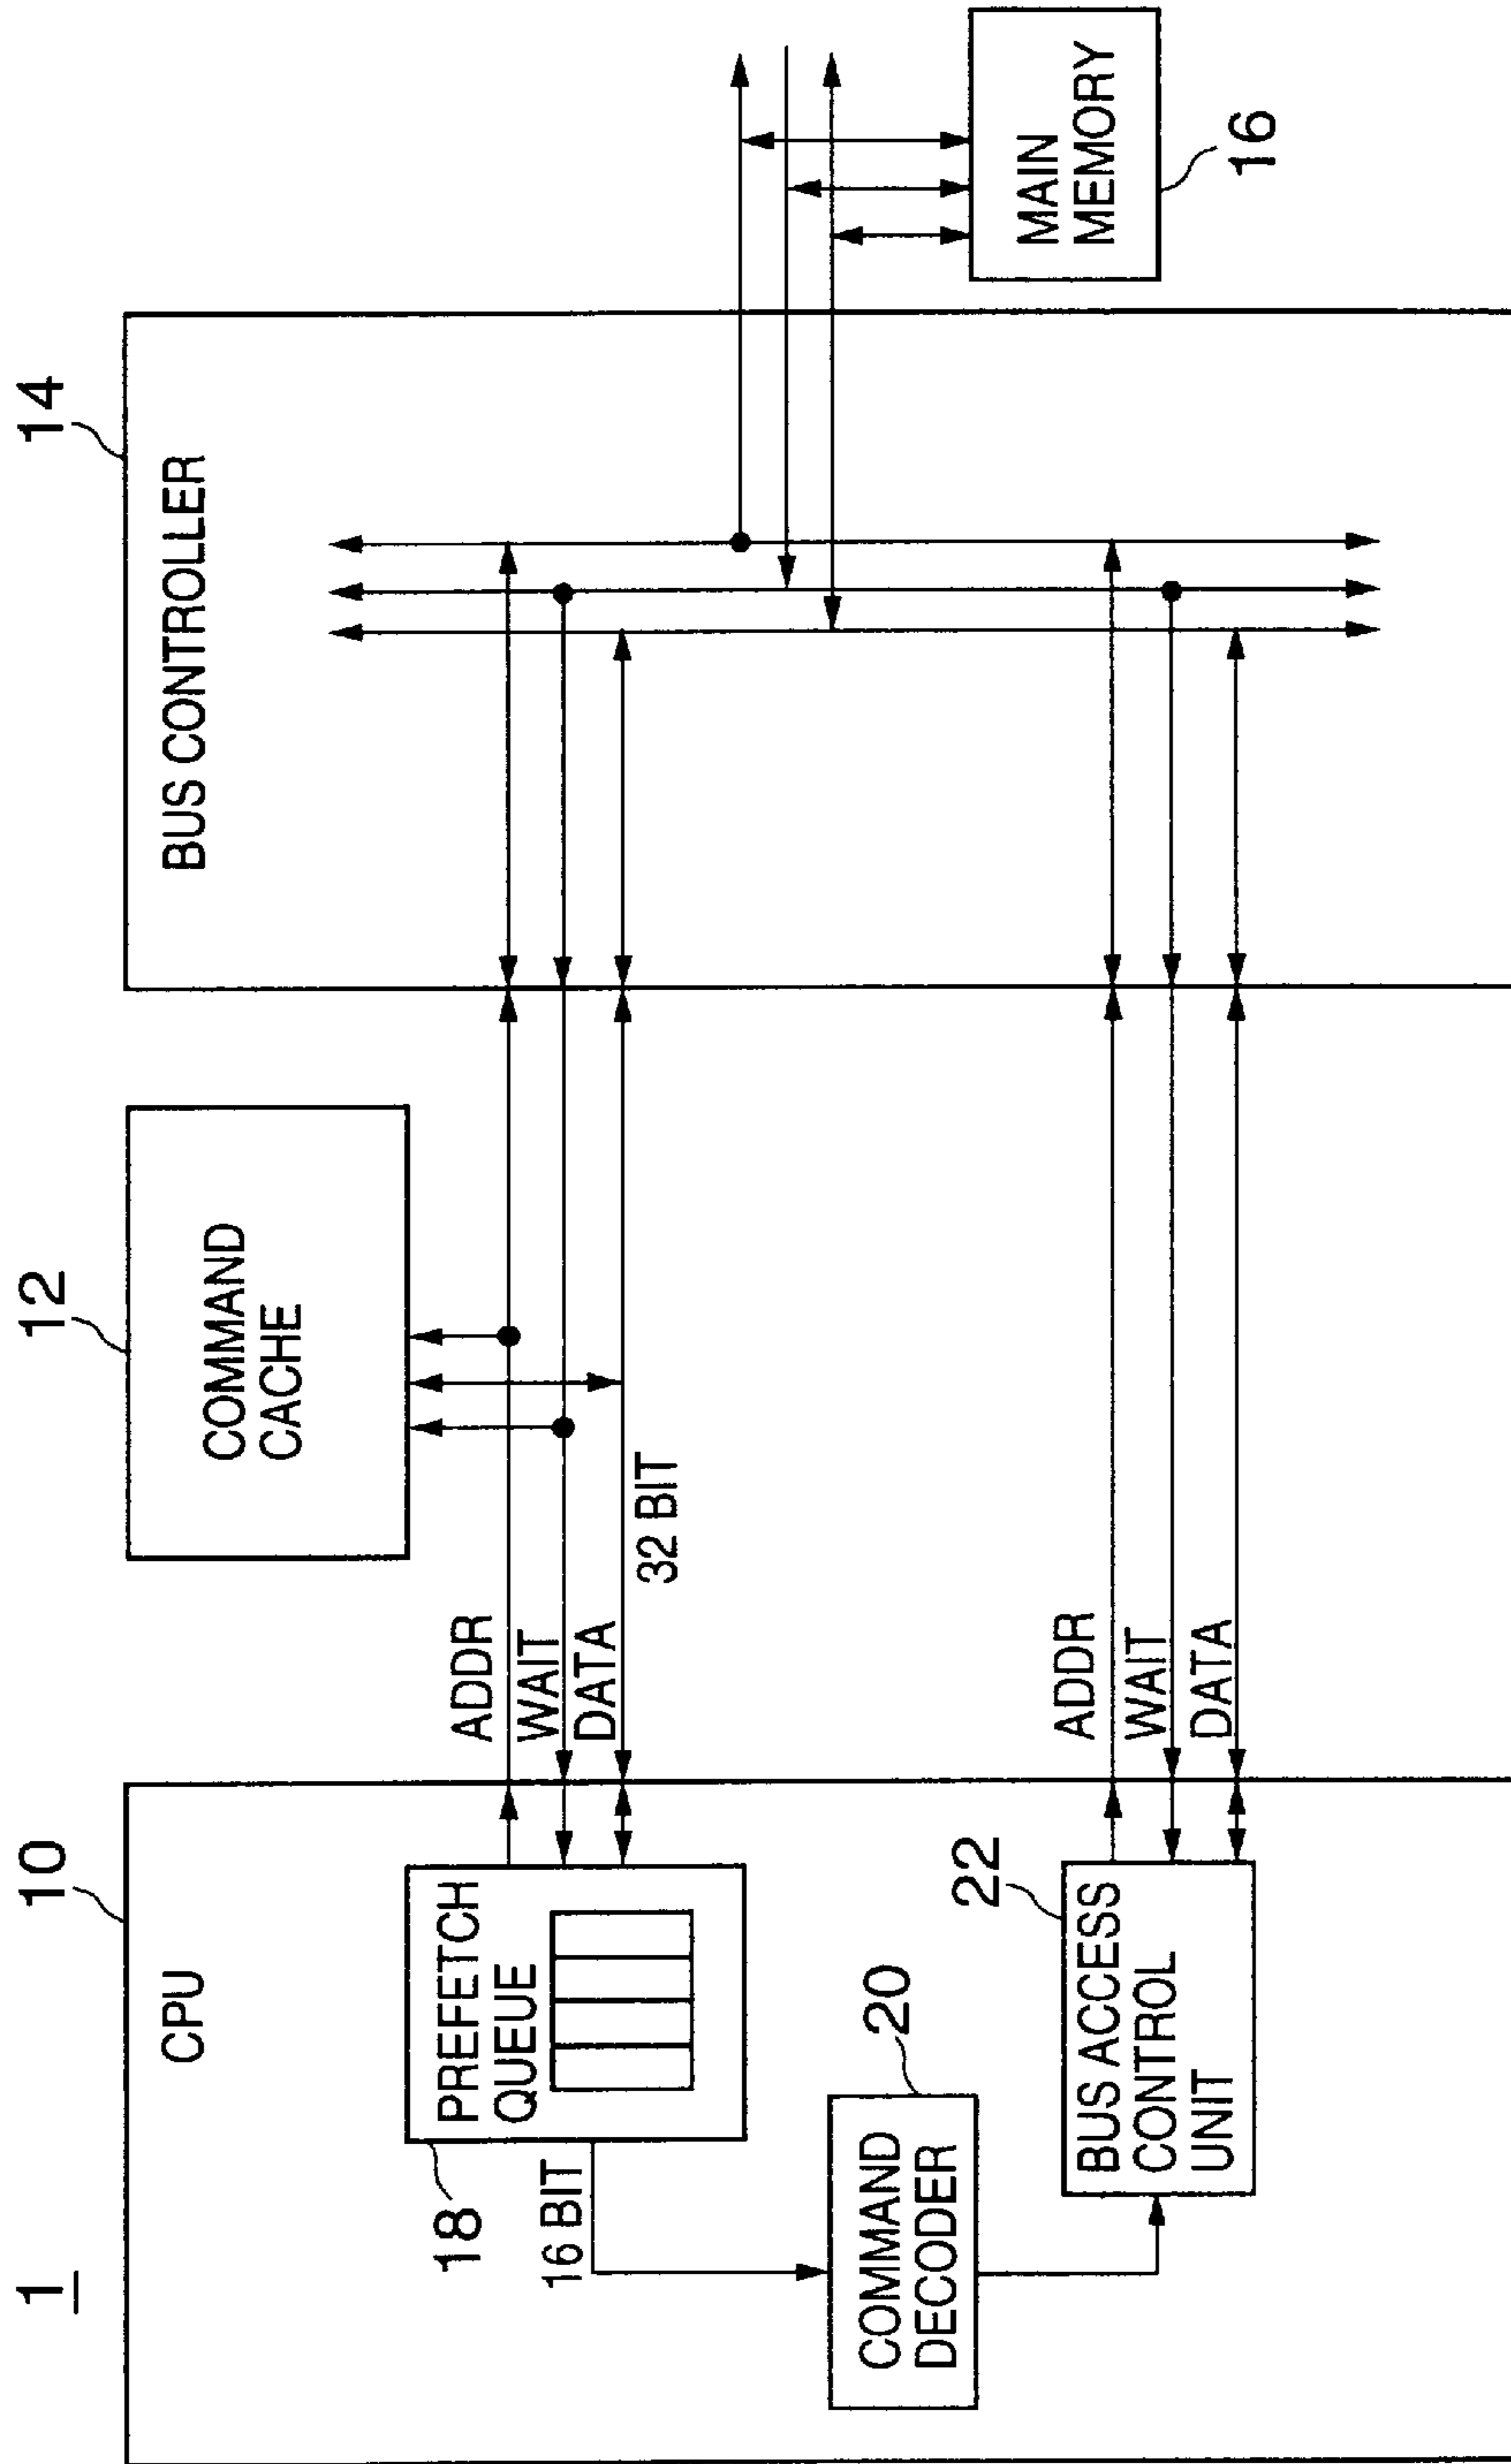 1
10
12
14
CPU
COMMAND
CACHE
BUS CONTROLLER
18
PREFETCH
QUEUE
16 BIT
ADDR
WAIT
DATA
32 BIT
MAIN
MEMORY
16
COMMAND
DECODER
20
22
BUS ACCESS
CONTROL
UNIT
ADDR
WAIT
DATA